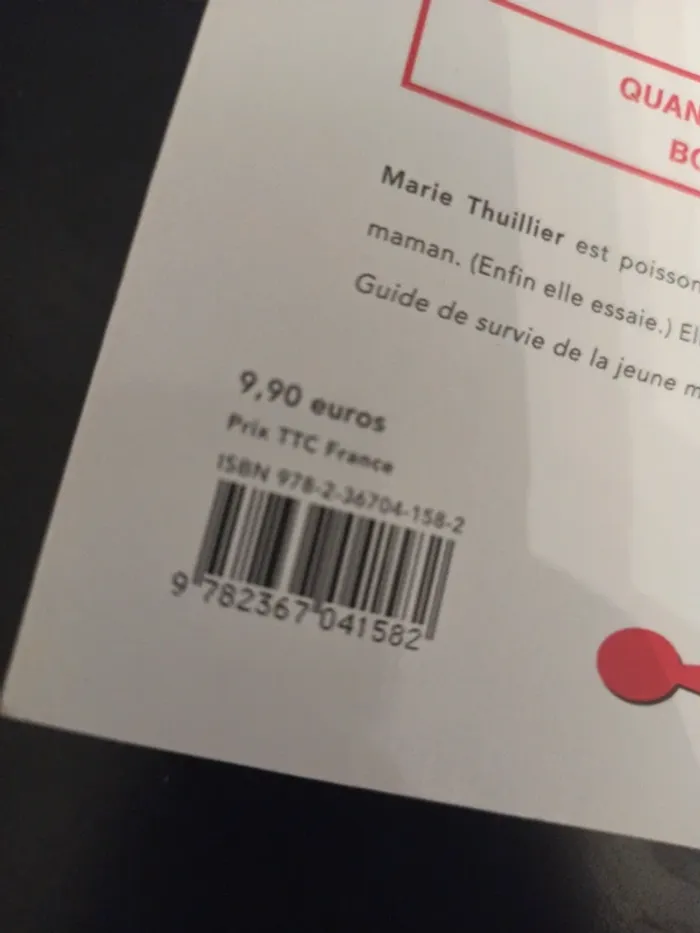 QUAN
BO
Marie Thuillier est poisson
maman. (Enfin elle essaie.) El
Guide de survie de la jeune m
9,90 euros
Prix TTC France
ISBN 978-2-36704-158-2
9 782367 041582